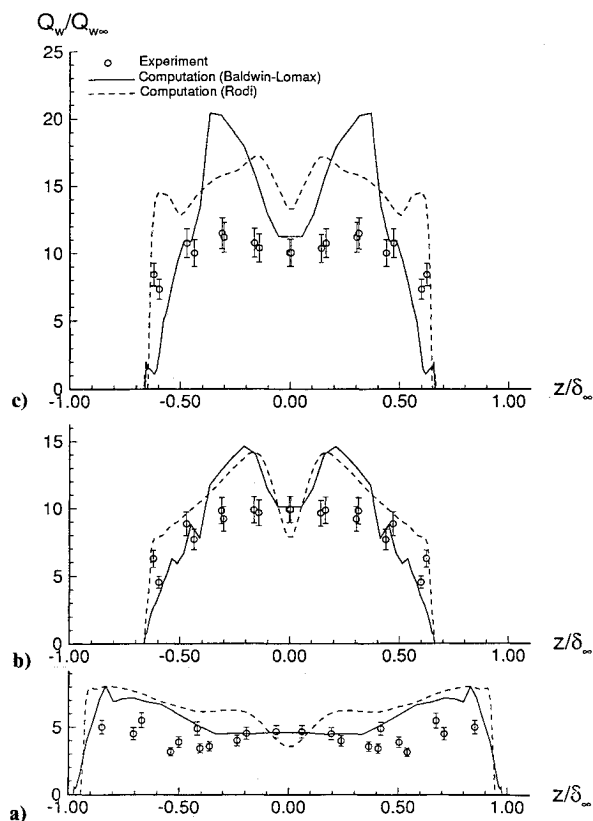 Q_w/Q_w∞
25
Experiment
Computation (Baldwin-Lomax)
Computation (Rodi)
20
15
10
5
0
c)
-1.00 -0.50 0.00 0.50 1.00 z/δ∞
15
10
5
0
b)
-1.00 -0.50 0.00 0.50 1.00 z/δ∞
5
0
a)
-1.00 -0.50 0.00 0.50 1.00 z/δ∞